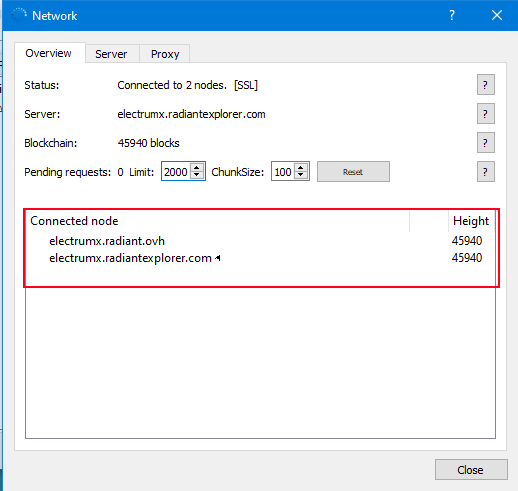 Network
Overview Server Proxy
Status: Connected to 2 nodes. [SSL] ?
Server: electrumx.radiantexplorer.com ?
Blockchain: 45940 blocks ?
Pending requests: 0 Limit: 2000 ChunkSize: 100 Reset ?
Connected node Height
electrumx.radiant.ovh 45940
electrumx.radiantexplorer.com 45940
Close